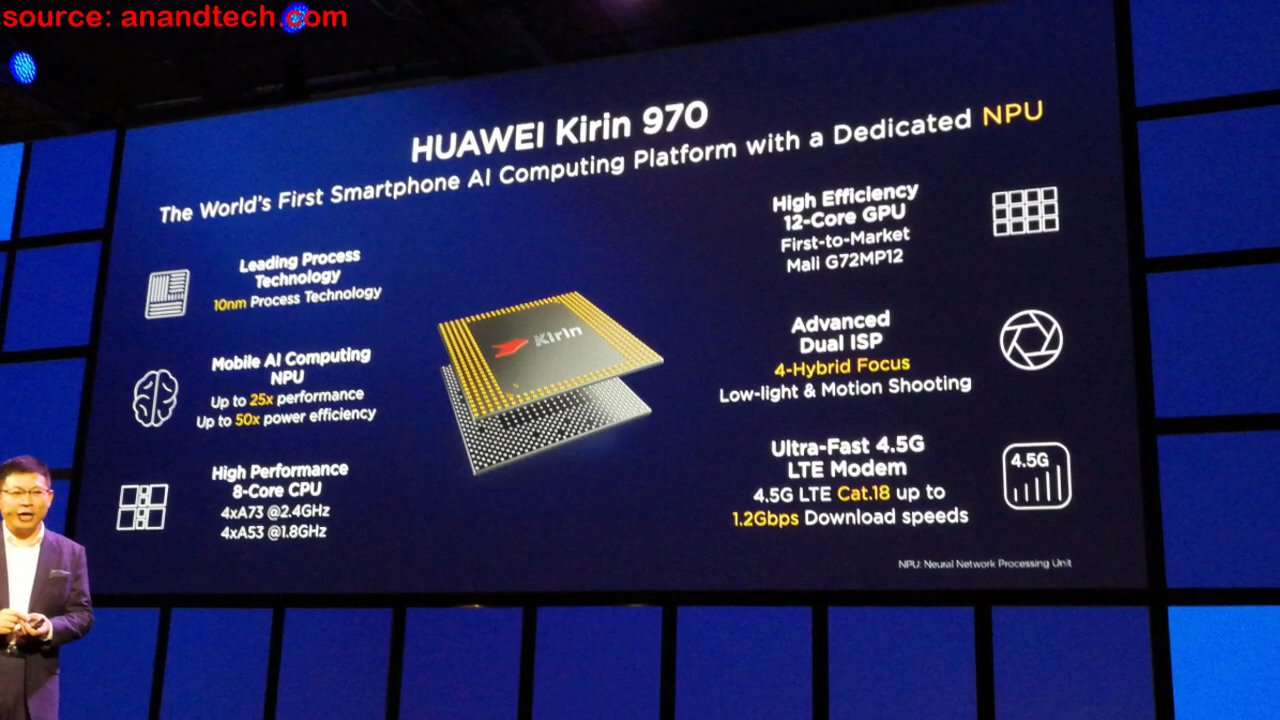 source: anandtech.com
HUAWEI Kirin 970
The World's First Smartphone AI Computing Platform with a Dedicated NPU
Leading Process
Technology
10nm Process Technology
Mobile AI Computing
NPU
Up to 25x performance
Up to 50x power efficiency
High Performance
8-Core CPU
4xA73 @2.4GHz
4xA53 @1.8GHz
Kirin
High Efficiency
12-Core GPU
First-to-Market
Mali G72MP12
Advanced
Dual ISP
4-Hybrid Focus
Low-light & Motion Shooting
Ultra-Fast 4.5G
LTE Modem
4.5G LTE Cat.18 up to
1.2Gbps Download speeds
4.5G
NPU: Neural Network Processing Unit